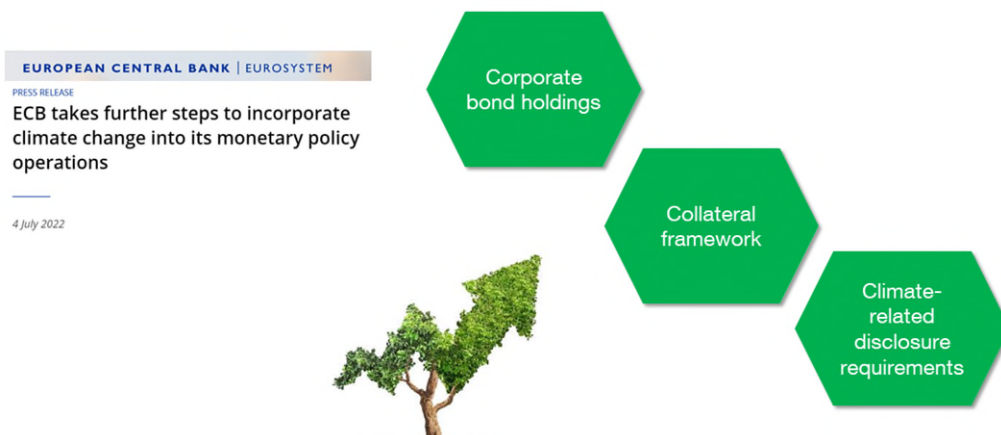 EUROPEAN CENTRAL BANK | EUROSYSTEM
PRESS RELEASE
ECB takes further steps to incorporate
climate change into its monetary policy
operations
4 July 2022
Corporate
bond holdings
Collateral
framework
Climate-
related
disclosure
requirements